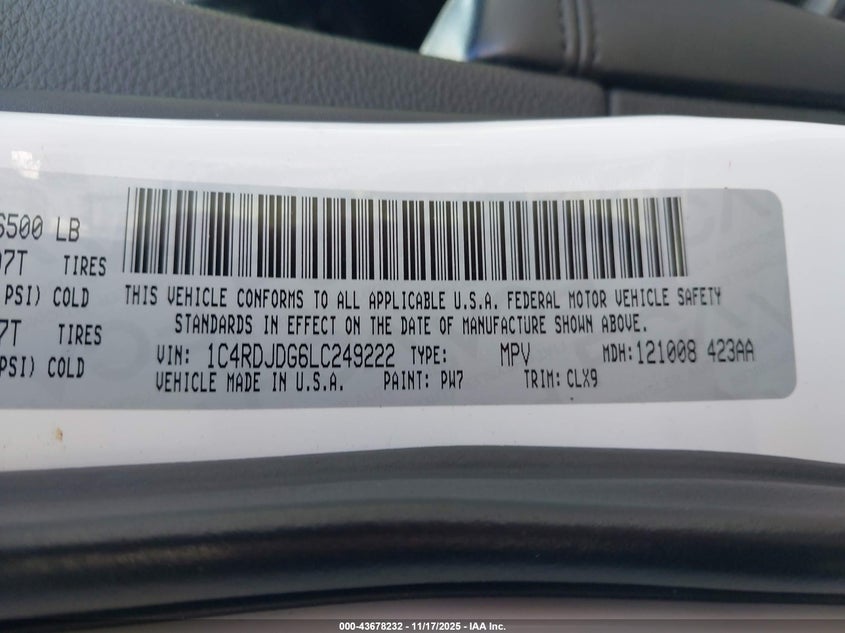 6500 LB
7T TIRES
PSI) COLD
7T TIRES
PSI) COLD
THIS VEHICLE CONFORMS TO ALL APPLICABLE U.S.A. FEDERAL MOTOR VEHICLE SAFETY
STANDARDS IN EFFECT ON THE DATE OF MANUFACTURE SHOWN ABOVE.
VIN: 1C4RDJDG6LC249222 TYPE: MPV MDH:121008 423AA
VEHICLE MADE IN U.S.A. PAINT: PW7 TRIM: CLX9
000-43678232 - 11/17/2025 - IAA Inc.